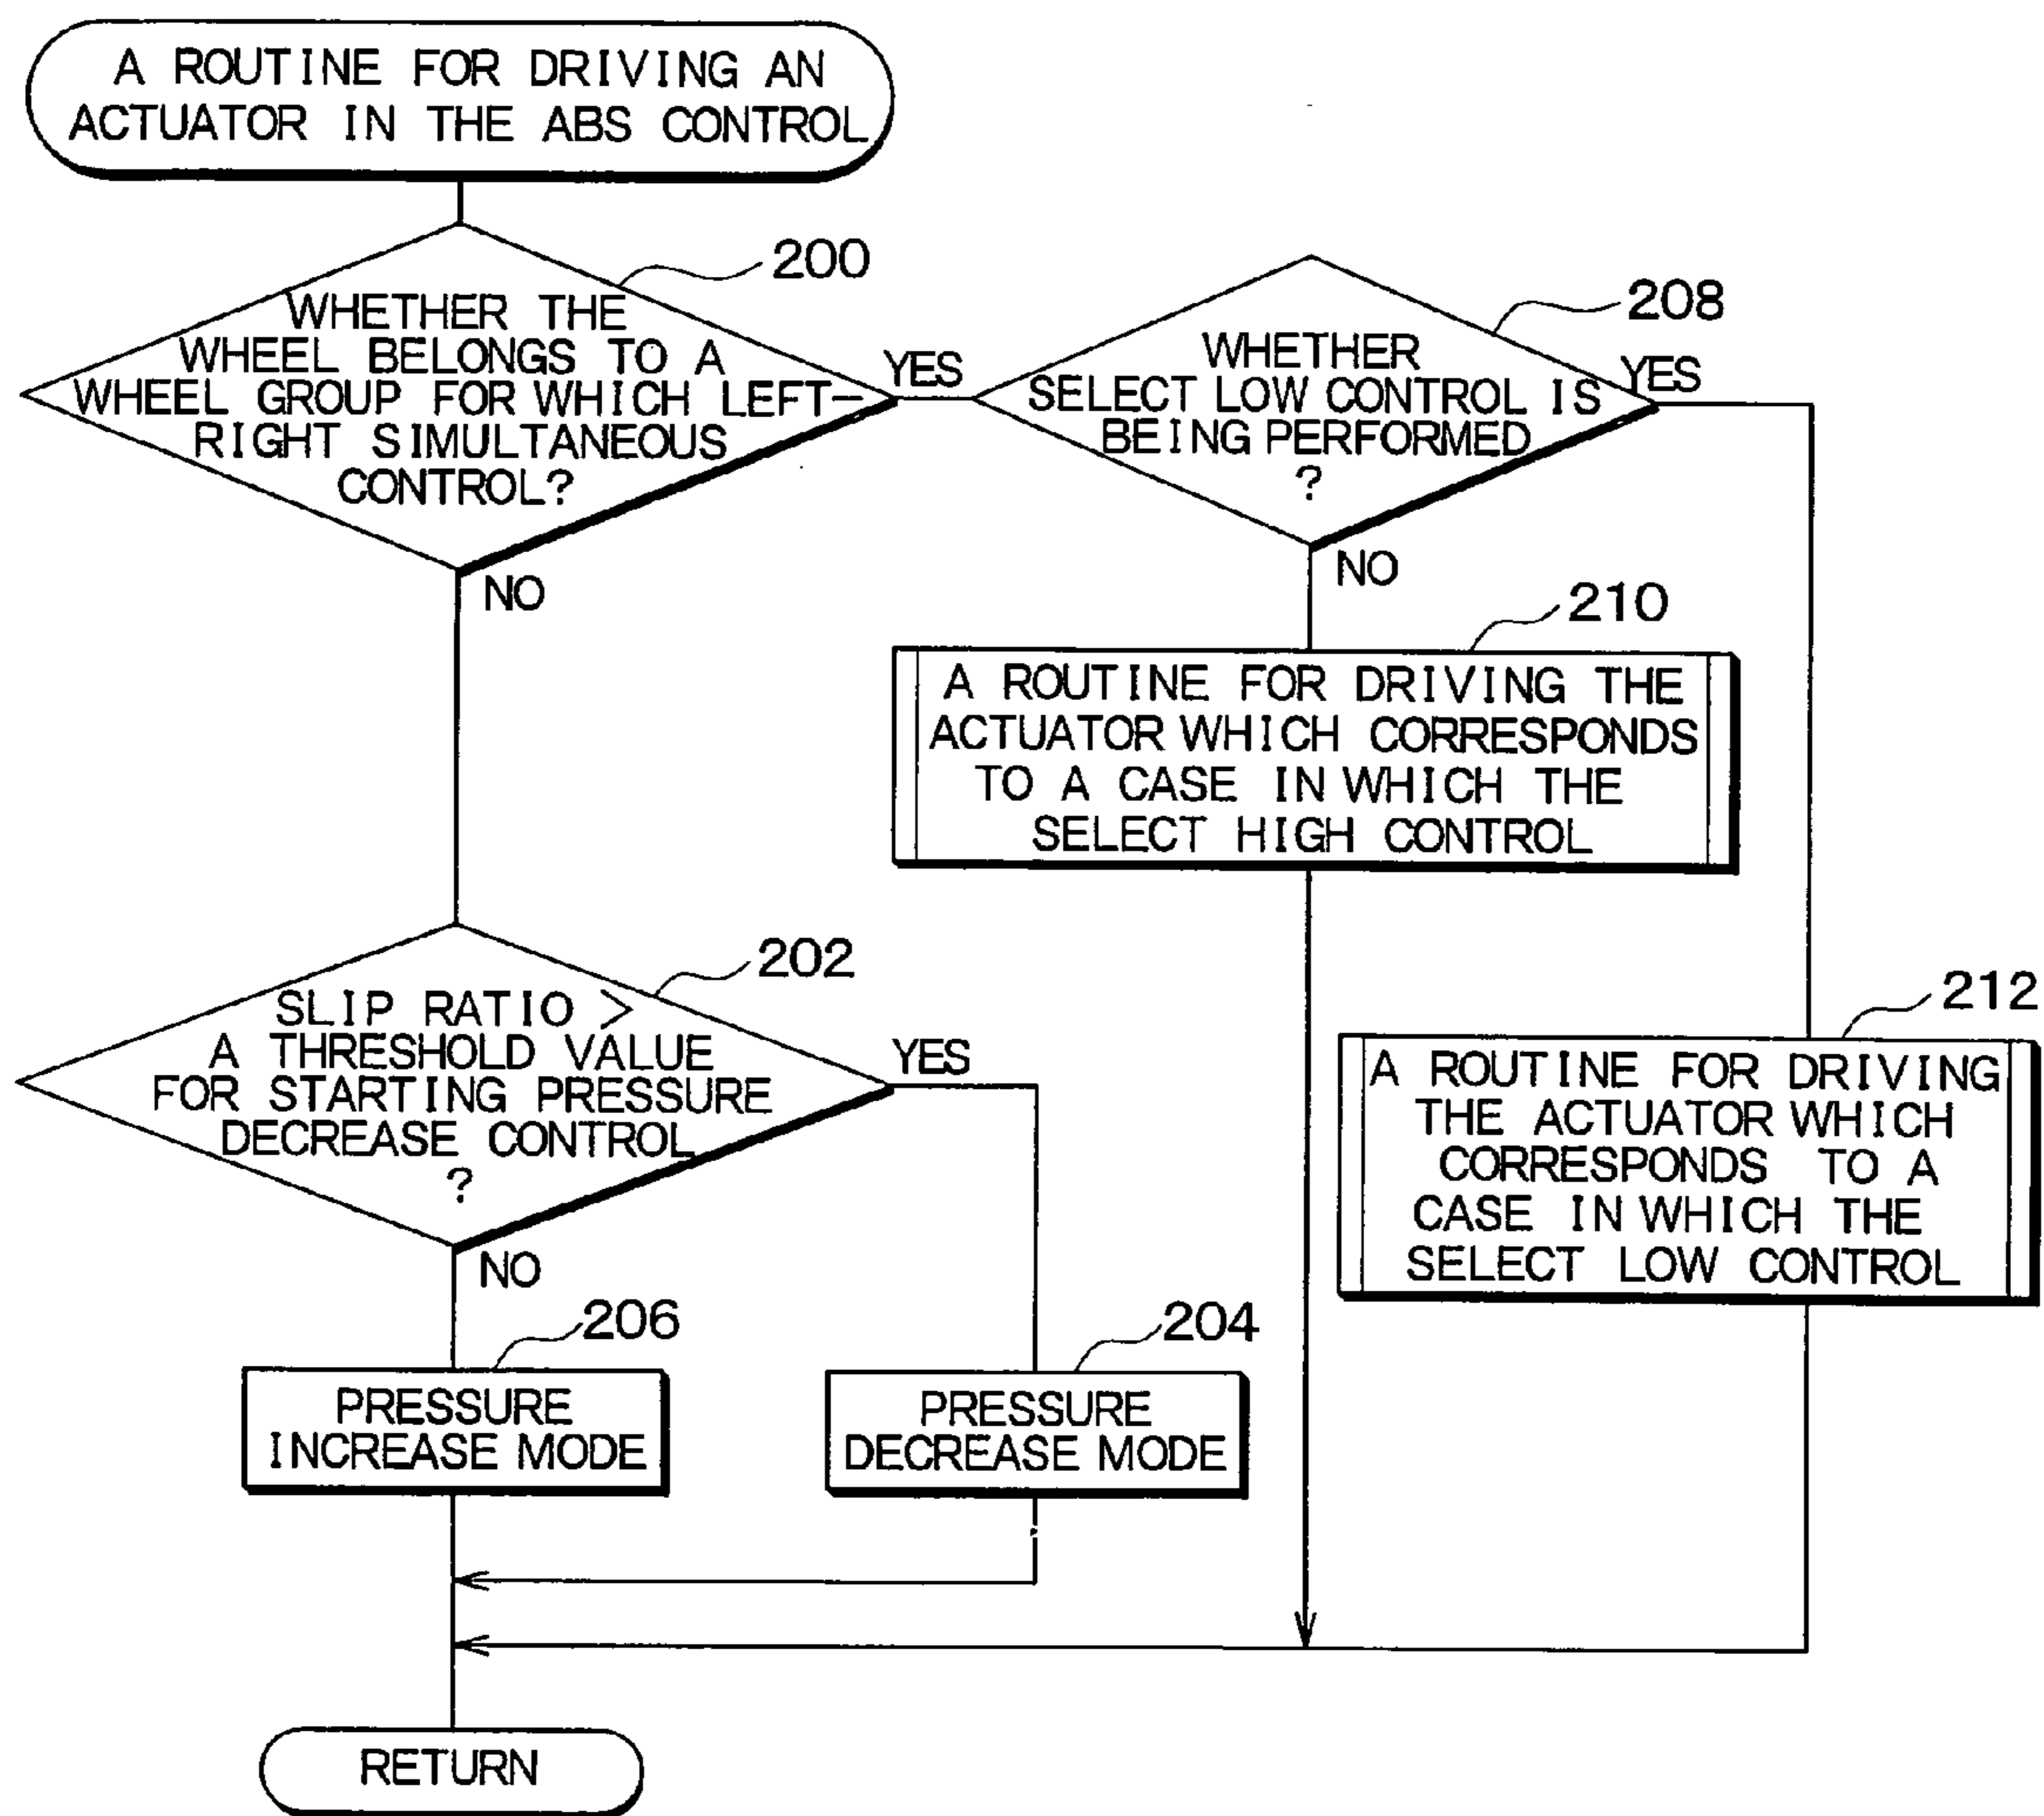 A ROUTINE FOR DRIVING AN
ACTUATOR IN THE ABS CONTROL
200
WHETHER THE
WHEEL BELONGS TO A
WHEEL GROUP FOR WHICH LEFT-
RIGHT SIMULTANEOUS
CONTROL?
YES
NO
208
WHETHER
SELECT LOW CONTROL IS
BEING PERFORMED
?
YES
NO
210
A ROUTINE FOR DRIVING THE
ACTUATOR WHICH CORRESPONDS
TO A CASE IN WHICH THE
SELECT HIGH CONTROL
202
SLIP RATIO >
A THRESHOLD VALUE
FOR STARTING PRESSURE
DECREASE CONTROL
?
YES
NO
212
A ROUTINE FOR DRIVING
THE ACTUATOR WHICH
CORRESPONDS TO A
CASE IN WHICH THE
SELECT LOW CONTROL
206
PRESSURE
INCREASE MODE
204
PRESSURE
DECREASE MODE
RETURN